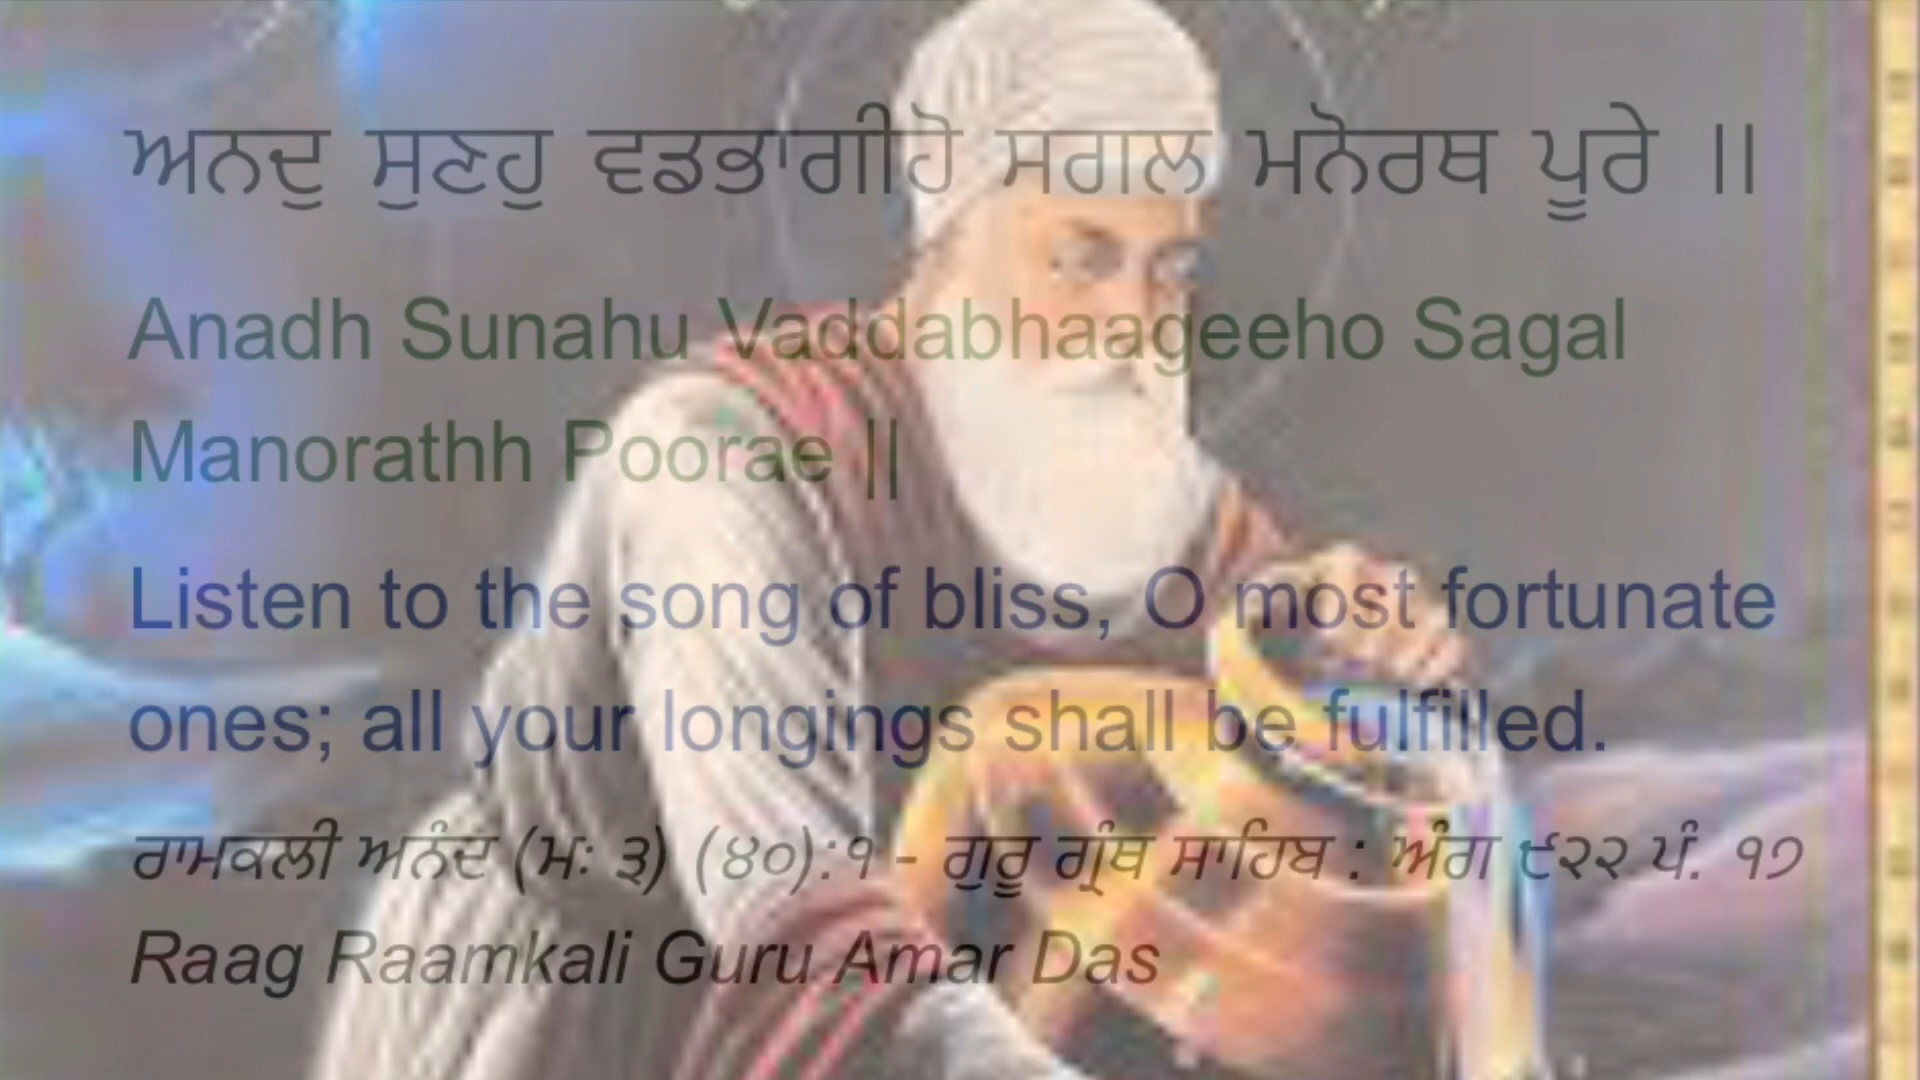 ਅਨਦੁ ਸੁਣਹੁ ਵਡਭਾਗੀਹੋ ਸਗਲ ਮਨੋਰਥ ਪੂਰੇ ॥
Anadh Sunahu Vaddabhaageeho Sagal
Manorathh Poorae ||
Listen to the song of bliss, O most fortunate
ones; all your longings shall be fulfilled.
ਰਾਮਕਲੀ ਅਨੰਦ (ਮਃ ੩) (੪੦):੧ - ਗੁਰੂ ਗ੍ਰੰਥ ਸਾਹਿਬ : ਅੰਗ ੯੨੨ ਪੰ. ੧੭
Raag Raamkali Guru Amar Das